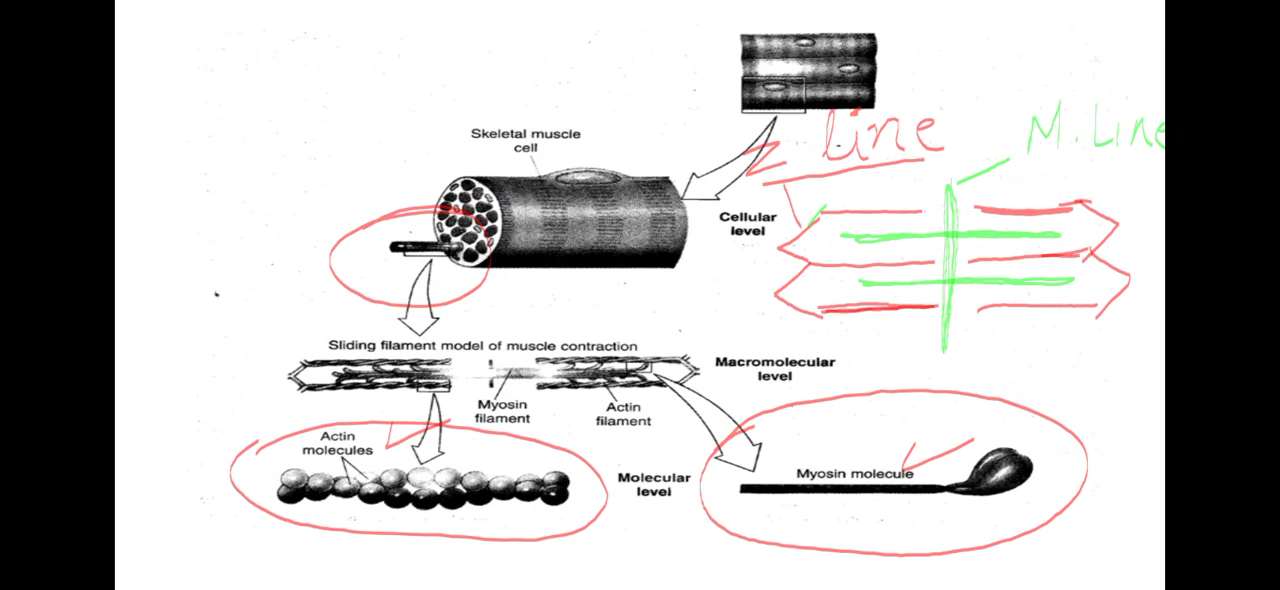 Skeletal muscle
cell
Z line
M. Line
Cellular
level
Sliding filament model of muscle contraction
Macromolecular
level
Myosin
filament
Actin
filament
Actin
molecules
Molecular
level
Myosin molecule